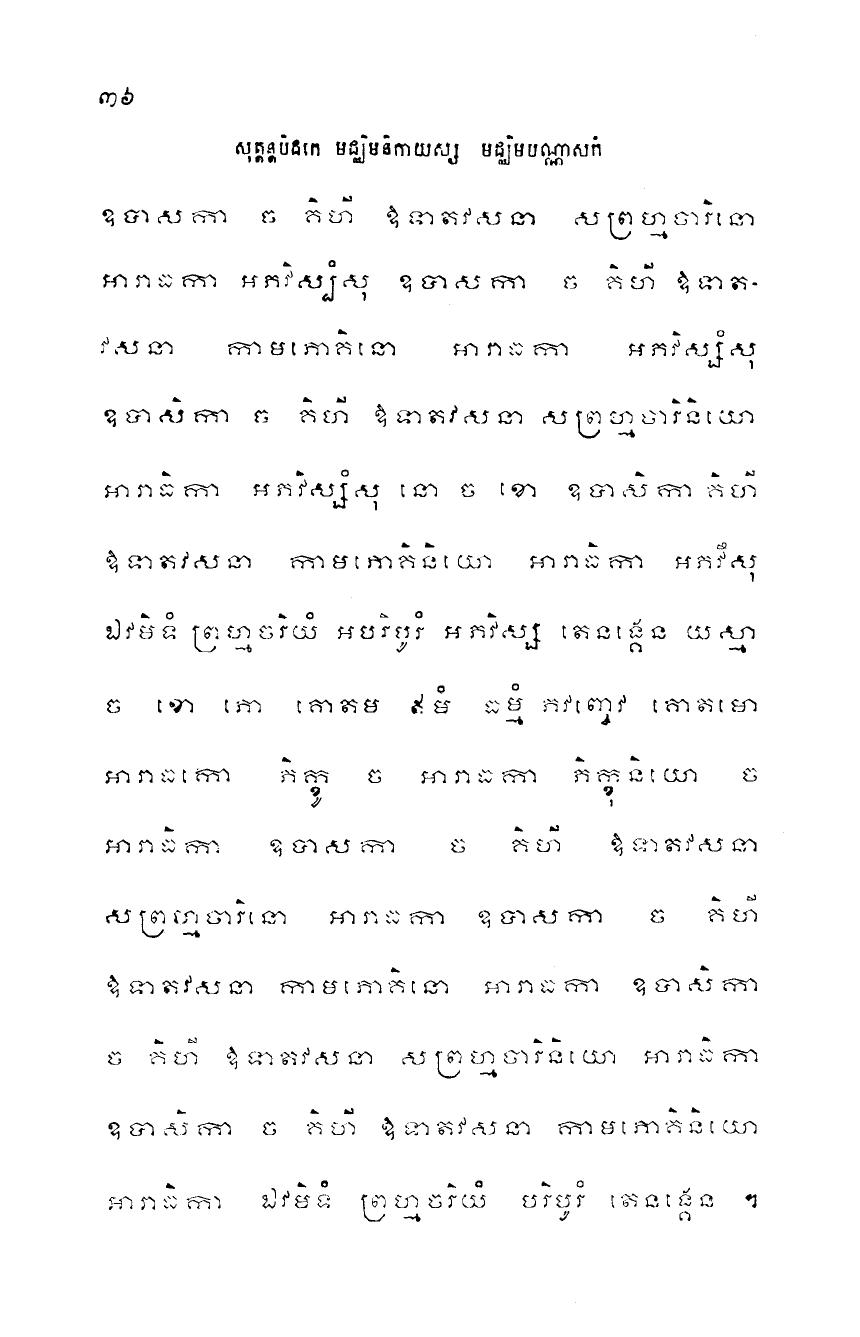 ៣៦
សុត្តន្តបិដកេ មជ្ឈិមនិកាយស្ស មជ្ឈិមបណ្ណាសកំ
ឧបាសកា ច គិហី ឱទាតវសនា សព្រហ្មចារិនោ
អារាធកា អភវិស្សំសុ ឧបាសកា ច គិហី ឱទាត-
វសនា កាមភោគិនោ អារាធកា អភវិស្សំសុ
ឧបាសិកា ច គិហី ឱទាតវសនា សព្រហ្មចារិនិយោ
អារាធិកា អភវិស្សំសុ នោ ច ខោ ឧបាសិកា គិហី
ឱទាតវសនា កាមភោគិនិយោ អារាធិកា អភវឹសុ
ឯវមិទំ ព្រហ្មចរិយំ អបរិបូរំ អភវិស្ស តេនង្គេន យស្មា
ច ខោ ភោ គោតម ឥមំ ធម្មំ ភវញ្ចេវ គោតមោ
អារាធកោ ភិក្ខូ ច អារាធកា ភិក្ខុនិយោ ច
អារាធិកា ឧបាសកា ច គិហី ឱទាតវសនា
សព្រហ្មចារិនោ អារាធកា ឧបាសកា ច គិហី
ឱទាតវសនា កាមភោគិនោ អារាធកា ឧបាសិកា
ច គិហី ឱទាតវសនា សព្រហ្មចារិនិយោ អារាធិកា
ឧបាសិកា ច គិហី ឱទាតវសនា កាមភោគិនិយោ
អារាធិកា ឯវមិទំ ព្រហ្មចរិយំ បរិបូរំ តេនង្គេន ។